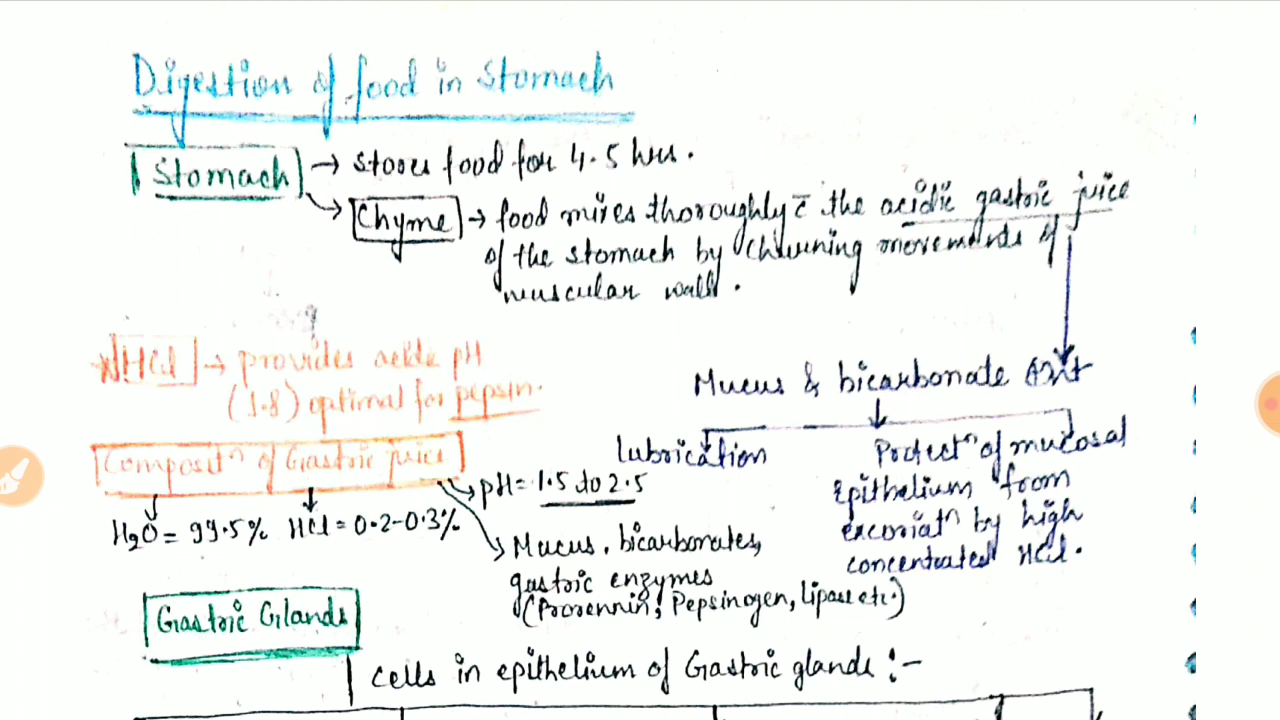 Digestion of food in stomach
Stomach → stores food for 4.5 hrs.
Chyme → food mixes thoroughly c̄ the acidic gastric juice
of the stomach by churning movements of
muscular wall.
HCl → provides acidic pH
(1.8) optimal for pepsin.
Mucus & bicarbonate
lubrication
Protectⁿ of mucosal
Epithelium from
excoriatⁿ by high
concentrated HCl.
Compositⁿ of Gastric juice
H₂O = 99.5% HCl = 0.2-0.3%
pH = 1.5 to 2.5
Mucus, bicarbonates,
gastric enzymes
(Prorennin, Pepsinogen, lipase etc.)
Gastric Glands
Cells in epithelium of Gastric glands :-